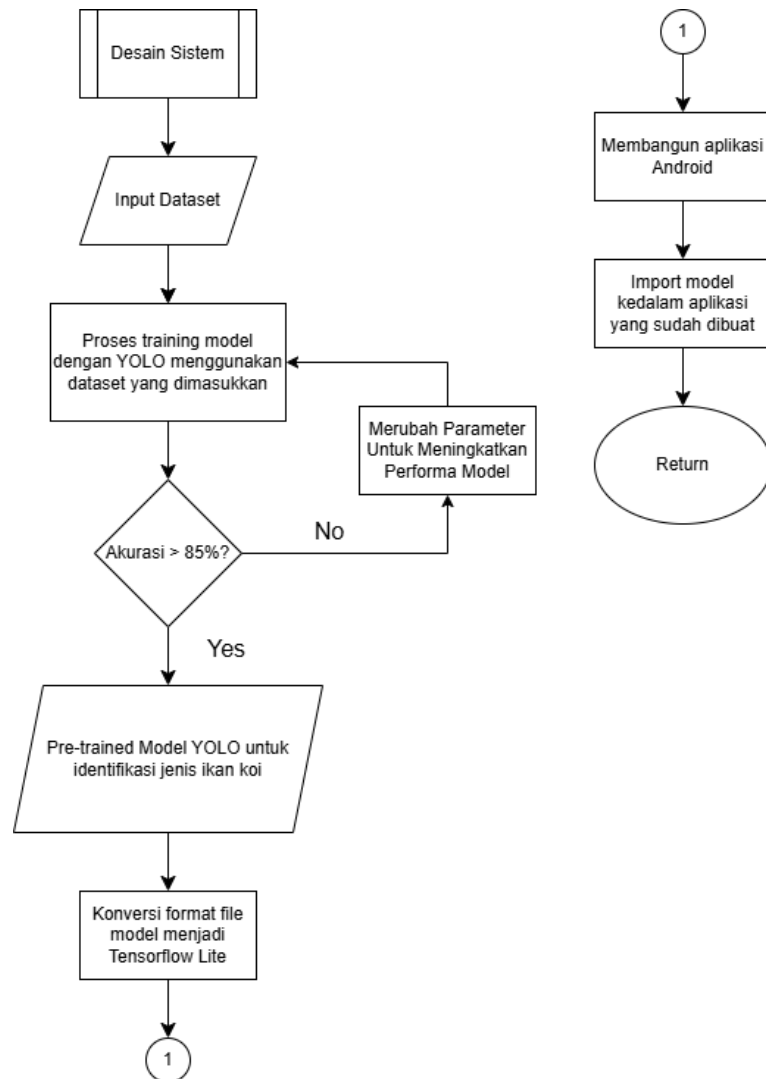 Desain Sistem
Input Dataset
Proses training model
dengan YOLO menggunakan
dataset yang dimasukkan
Merubah Parameter
Untuk Meningkatkan
Performa Model
Akurasi > 85%?
No
Yes
Pre-trained Model YOLO untuk
identifikasi jenis ikan koi
Konversi format file
model menjadi
Tensorflow Lite
1
1
Membangun aplikasi
Android
Import model
kedalam aplikasi
yang sudah dibuat
Return